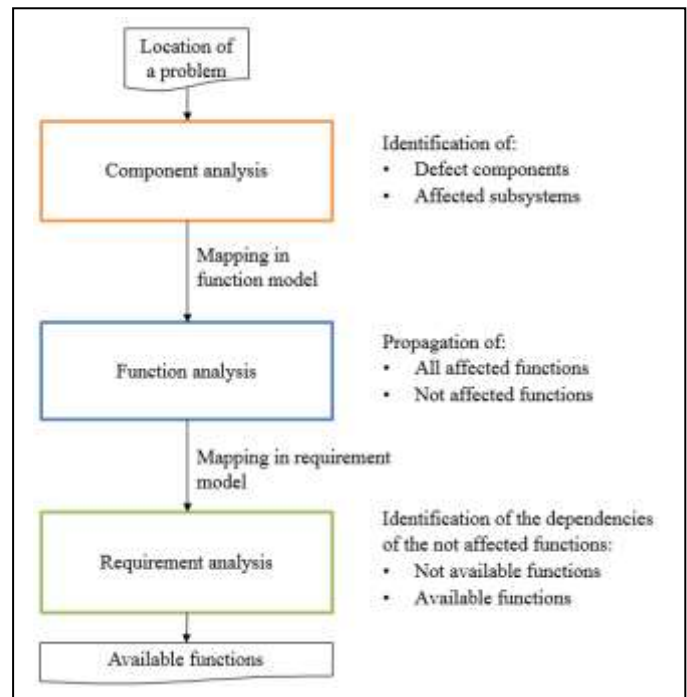 Location of
a problem
Component analysis
Identification of:
• Defect components
• Affected subsystems
Mapping in
function model
Function analysis
Propagation of:
• All affected functions
• Not affected functions
Mapping in requirement
model
Requirement analysis
Identification of the dependencies
of the not affected functions:
• Not available functions
• Available functions
Available functions